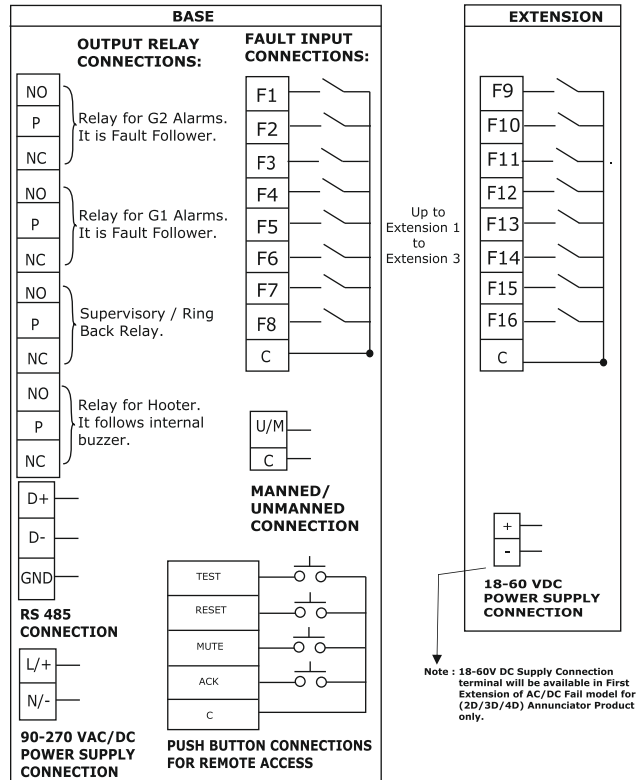 BASE
OUTPUT RELAY
CONNECTIONS:
NO
P
NC
Relay for G2 Alarms.
It is Fault Follower.
NO
P
NC
Relay for G1 Alarms.
It is Fault Follower.
NO
P
NC
Supervisory / Ring
Back Relay.
NO
P
NC
Relay for Hooter.
It follows internal
buzzer.
D+
D-
GND
RS 485
CONNECTION
L/+
N/-
90-270 VAC/DC
POWER SUPPLY
CONNECTION
FAULT INPUT
CONNECTIONS:
F1
F2
F3
F4
F5
F6
F7
F8
C
U/M
C
MANNED/
UNMANNED
CONNECTION
TEST
RESET
MUTE
ACK
C
PUSH BUTTON CONNECTIONS
FOR REMOTE ACCESS
Up to
Extension 1
to
Extension 3
EXTENSION
F9
F10
F11
F12
F13
F14
F15
F16
C
+
-
18-60 VDC
POWER SUPPLY
CONNECTION
Note : 18-60V DC Supply Connection
terminal will be available in First
Extension of AC/DC Fail model for
(2D/3D/4D) Annunciator Product
only.